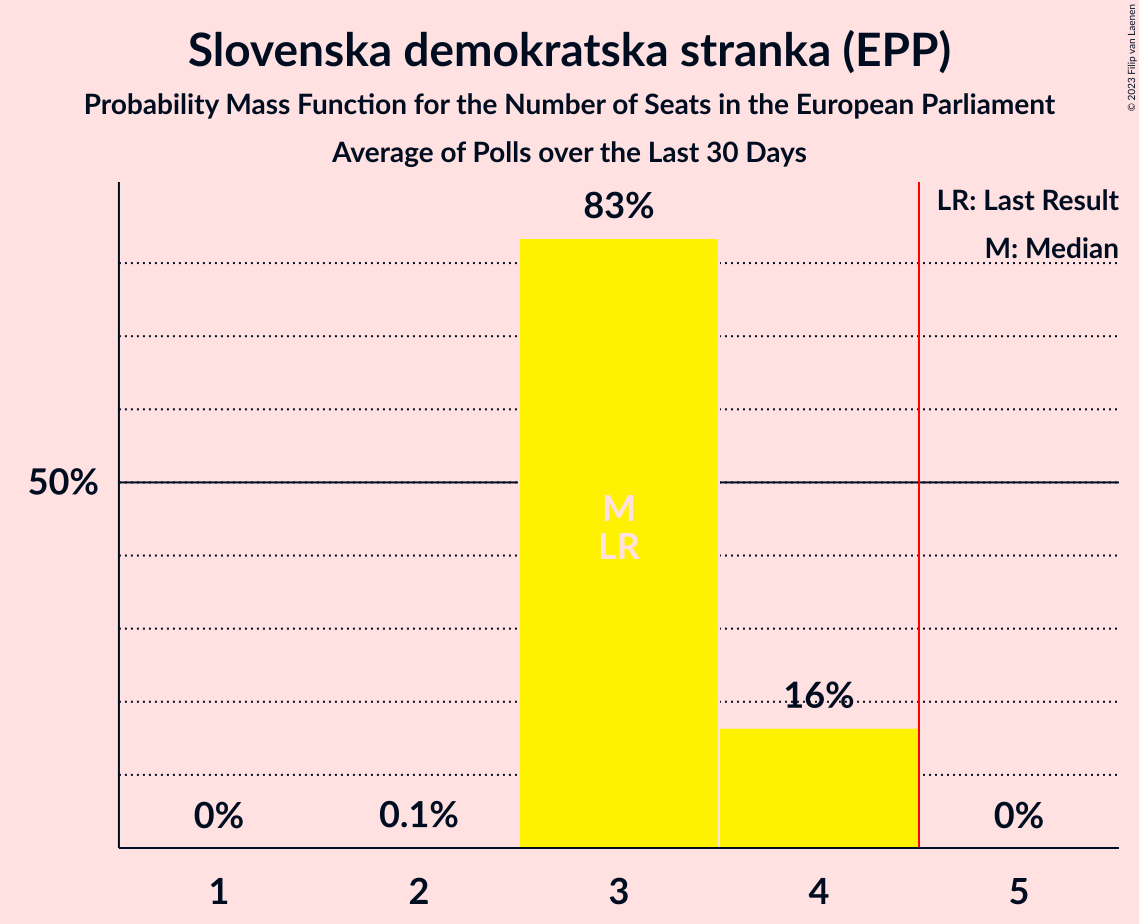 Slovenska demokratska stranka (EPP)
Probability Mass Function for the Number of Seats in the European Parliament
Average of Polls over the Last 30 Days
© 2023 Filip van Laenen
LR: Last Result
M: Median
83%
50%
M
LR
16%
0%
0.1%
0%
1
2
3
4
5